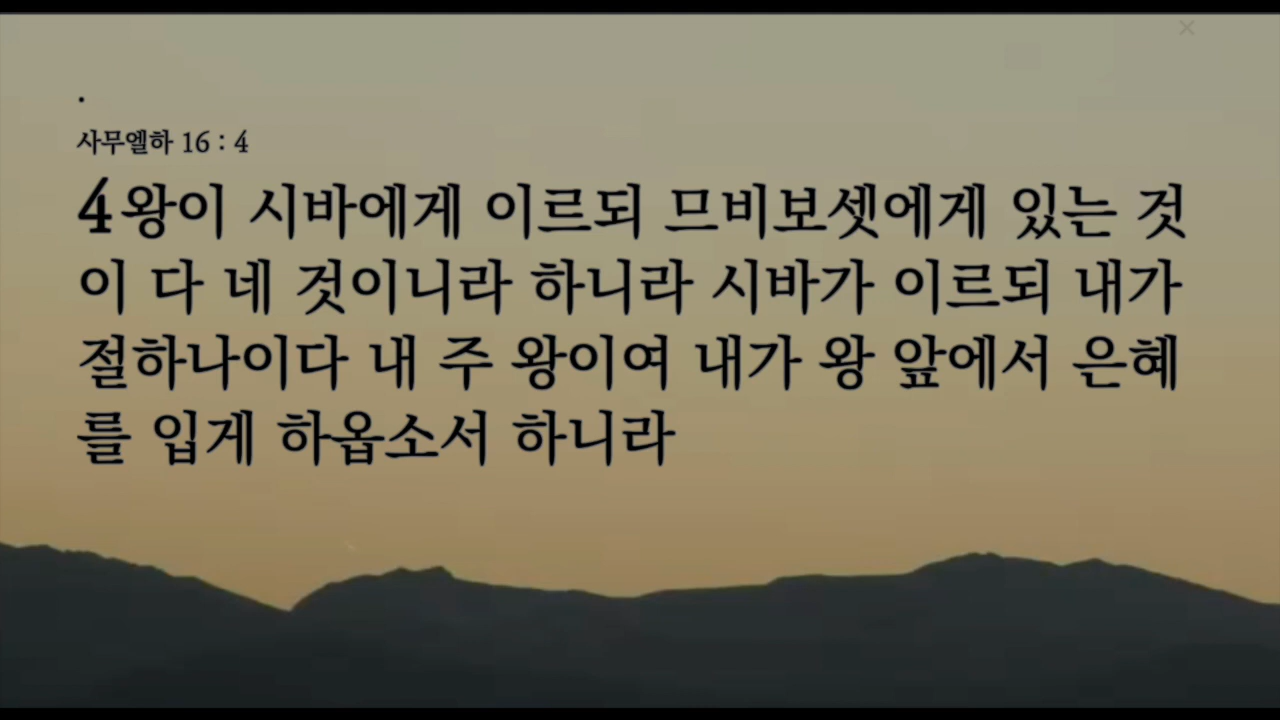 .
사무엘하 16 : 4
4왕이 시바에게 이르되 므비보셋에게 있는 것
이 다 네 것이니라 하니라 시바가 이르되 내가
절하나이다 내 주 왕이여 내가 왕 앞에서 은혜
를 입게 하옵소서 하니라